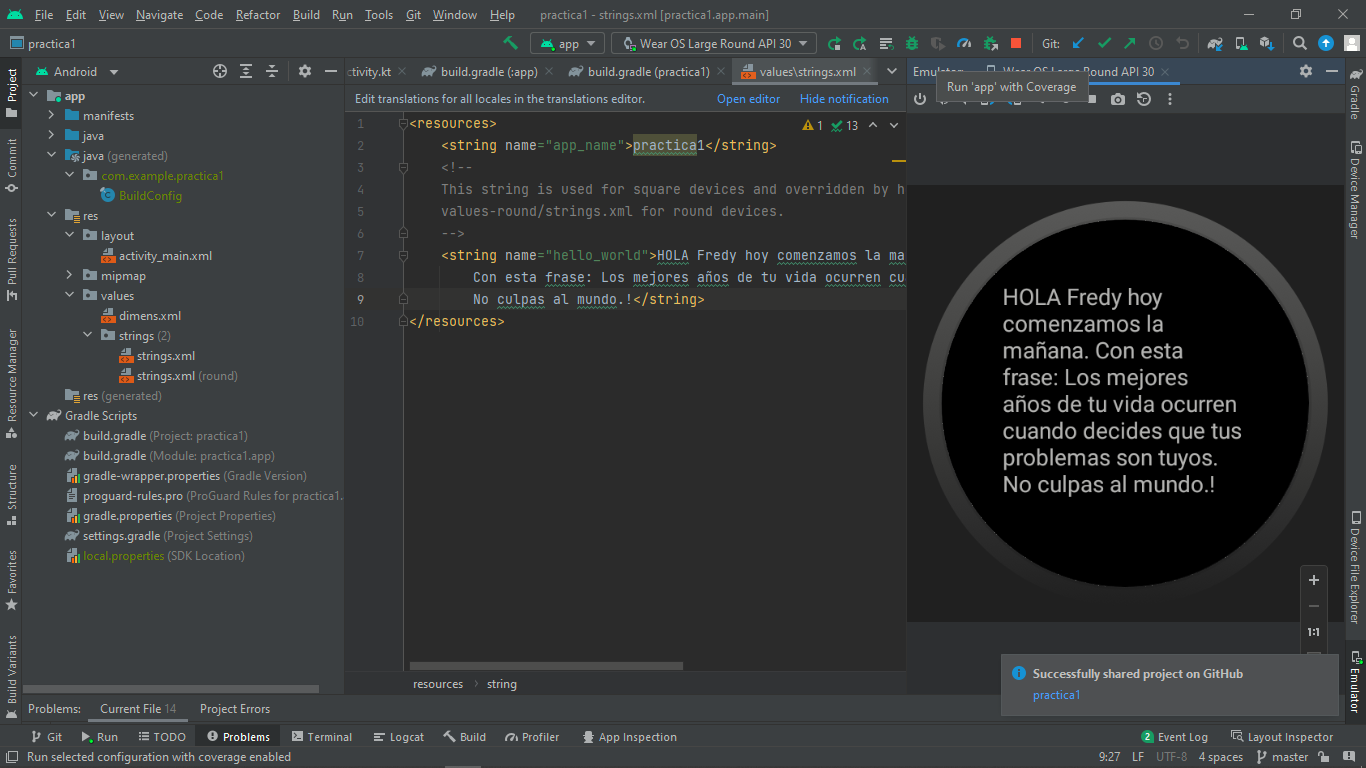 File Edit View Navigate Code Refactor Build Run Tools Git Window Help practica1 - strings.xml [practica1.app.main]
practica1 app Wear OS Large Round API 30 Git:
Android ctivity.kt build.gradle (:app) build.gradle (practica1) values\strings.xml Emulator: Wear OS Large Round API 30
Run 'app' with Coverage
Edit translations for all locales in the translations editor. Open editor Hide notification
Project
Commit
Pull Requests
Resource Manager
Structure
Favorites
Build Variants
app
manifests
java
java (generated)
com.example.practica1
BuildConfig
res
layout
activity_main.xml
mipmap
values
dimens.xml
strings (2)
strings.xml
strings.xml (round)
res (generated)
Gradle Scripts
build.gradle (Project: practica1)
build.gradle (Module: practica1.app)
gradle-wrapper.properties (Gradle Version)
proguard-rules.pro (ProGuard Rules for practica1.
gradle.properties (Project Properties)
settings.gradle (Project Settings)
local.properties (SDK Location)
1 <resources>
1 13
2 <string name="app_name">practica1</string>
3 <!--
4 This string is used for square devices and overridden by h
5 values-round/strings.xml for round devices.
6 -->
7 <string name="hello_world">HOLA Fredy hoy comenzamos la ma
8 Con esta frase: Los mejores años de tu vida ocurren cu
9 No culpas al mundo.!</string>
10 </resources>
resources string
HOLA Fredy hoy
comenzamos la
mañana. Con esta
frase: Los mejores
años de tu vida ocurren
cuando decides que tus
problemas son tuyos.
No culpas al mundo.!
1:1
Successfully shared project on GitHub
practica1
Gradle
Device Manager
Device File Explorer
Emulator
Problems: Current File 14 Project Errors
Git Run TODO Problems Terminal Logcat Build Profiler App Inspection 2 Event Log Layout Inspector
Run selected configuration with coverage enabled 9:27 LF UTF-8 4 spaces master